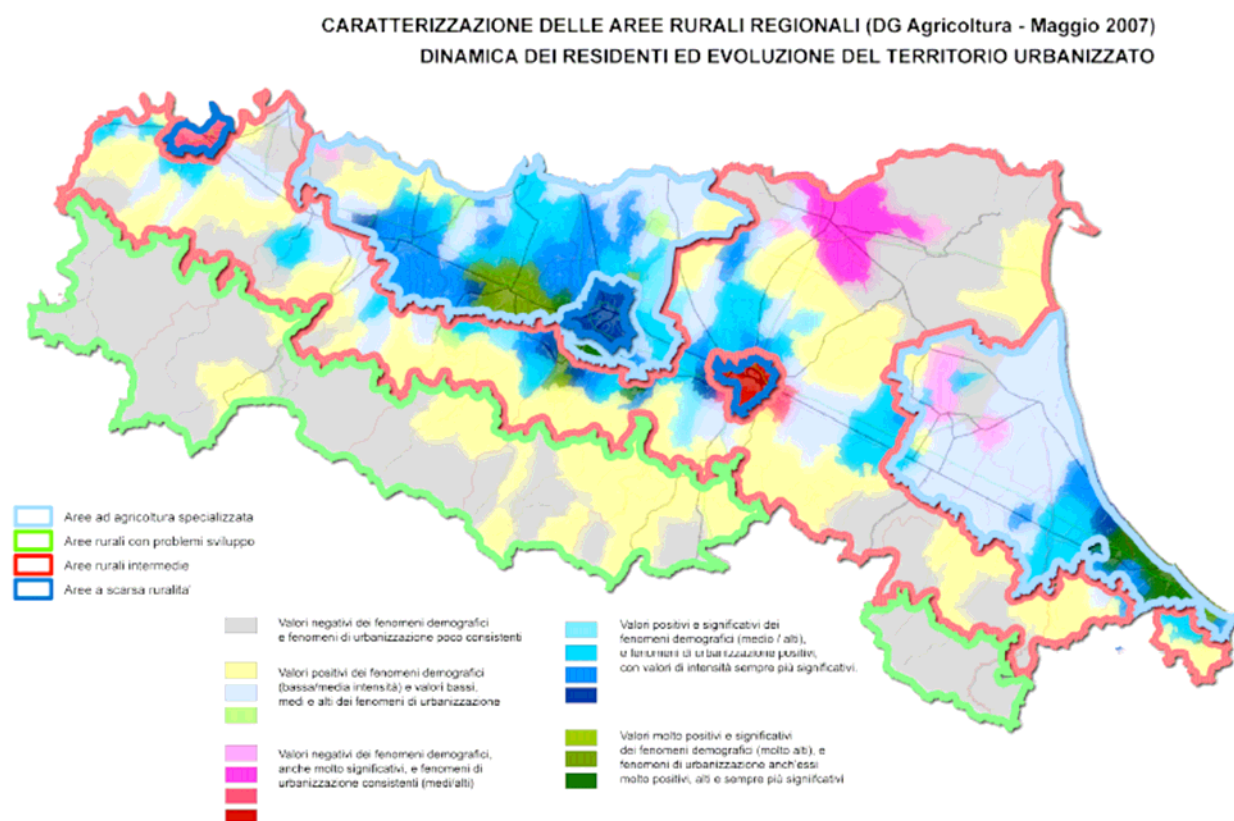 CARATTERIZZAZIONE DELLE AREE RURALI REGIONALI (DG Agricoltura - Maggio 2007)
DINAMICA DEI RESIDENTI ED EVOLUZIONE DEL TERRITORIO URBANIZZATO
Aree ad agricoltura specializzata
Aree rurali con problemi sviluppo
Aree rurali intermedie
Aree a scarsa ruralita'
Valori negativi dei fenomeni demografici
e fenomeni di urbanizzazione poco consistenti
Valori positivi dei fenomeni demografici
(bassa/media intensità) e valori bassi,
medi e alti dei fenomeni di urbanizzazione
Valori negativi dei fenomeni demografici,
anche molto significativi, e fenomeni di
urbanizzazione consistenti (medi/alti)
Valori positivi e significativi dei
fenomeni demografici (medio / alti),
e fenomeni di urbanizzazione positivi,
con valori di intensità sempre più significativi.
Valori molto positivi e significativi
dei fenomeni demografici (molto alti), e
fenomeni di urbanizzazione anch'essi
molto positivi, alti e sempre più signifcativi